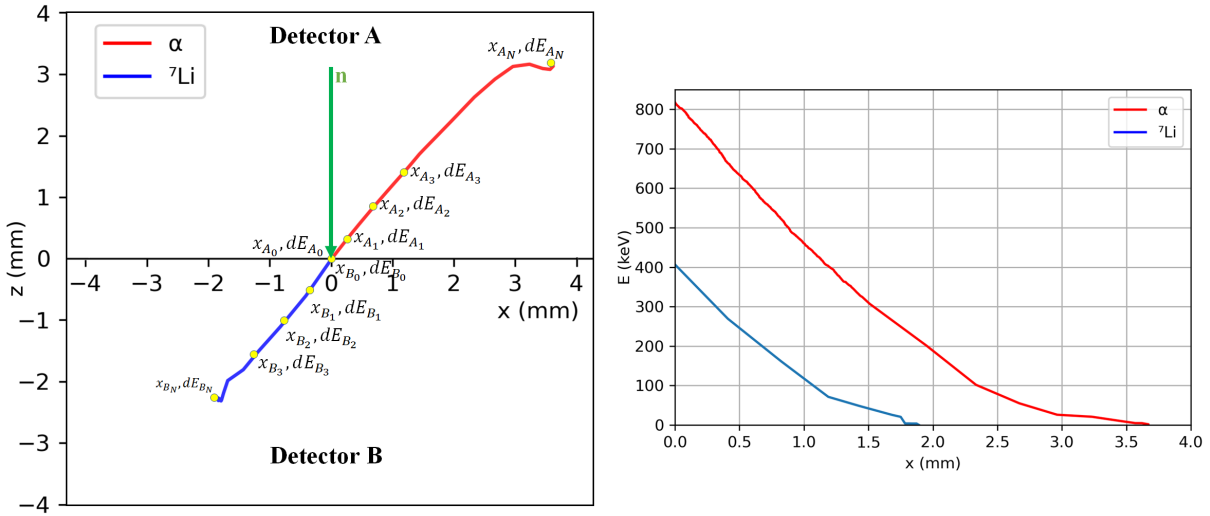 Detector A
α
⁷Li
n
x_{A_N}, dE_{A_N}
x_{A_3}, dE_{A_3}
x_{A_2}, dE_{A_2}
x_{A_1}, dE_{A_1}
x_{A_0}, dE_{A_0}
x_{B_0}, dE_{B_0}
x_{B_1}, dE_{B_1}
x_{B_2}, dE_{B_2}
x_{B_3}, dE_{B_3}
x_{B_N}, dE_{B_N}
Detector B
4
3
2
1
0
−1
−2
−3
−4
z (mm)
−4 −3 −2 −1 0 1 2 3 4
x (mm)
α
⁷Li
800
700
600
500
400
300
200
100
0
E (keV)
0.0 0.5 1.0 1.5 2.0 2.5 3.0 3.5 4.0
x (mm)